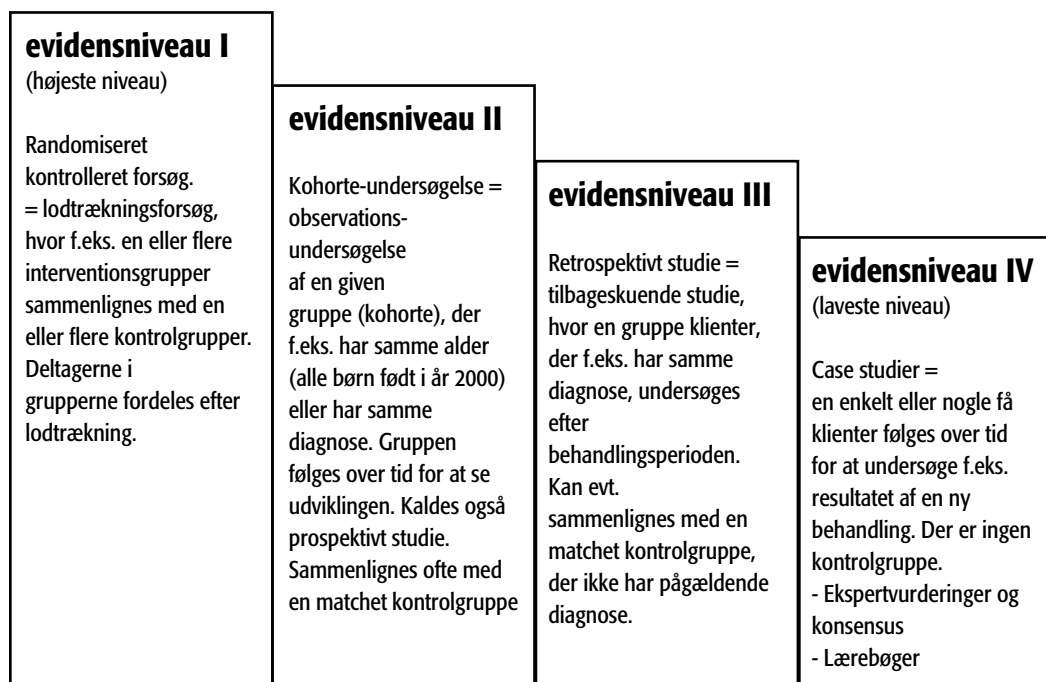 evidensniveau I
(højeste niveau)
Randomiseret
kontrolleret forsøg.
= lodtrækningsforsøg,
hvor f.eks. en eller flere
interventionsgrupper
sammenlignes med en
eller flere kontrolgrupper.
Deltagerne i
grupperne fordeles efter
lodtrækning.
evidensniveau II
Kohorte-undersøgelse =
observations-
undersøgelse
af en given
gruppe (kohorte), der
f.eks. har samme alder
(alle børn født i år 2000)
eller har samme
diagnose. Gruppen
følges over tid for at se
udviklingen. Kaldes også
prospektivt studie.
Sammenlignes ofte med
en matchet kontrolgruppe
evidensniveau III
Retrospektivt studie =
tilbageskuende studie,
hvor en gruppe klienter,
der f.eks. har samme
diagnose, undersøges
efter
behandlingsperioden.
Kan evt.
sammenlignes med en
matchet kontrolgruppe,
der ikke har pågældende
diagnose.
evidensniveau IV
(laveste niveau)
Case studier =
en enkelt eller nogle få
klienter følges over tid
for at undersøge f.eks.
resultatet af en ny
behandling. Der er ingen
kontrolgruppe.
- Ekspertvurderinger og
konsensus
- Lærebøger